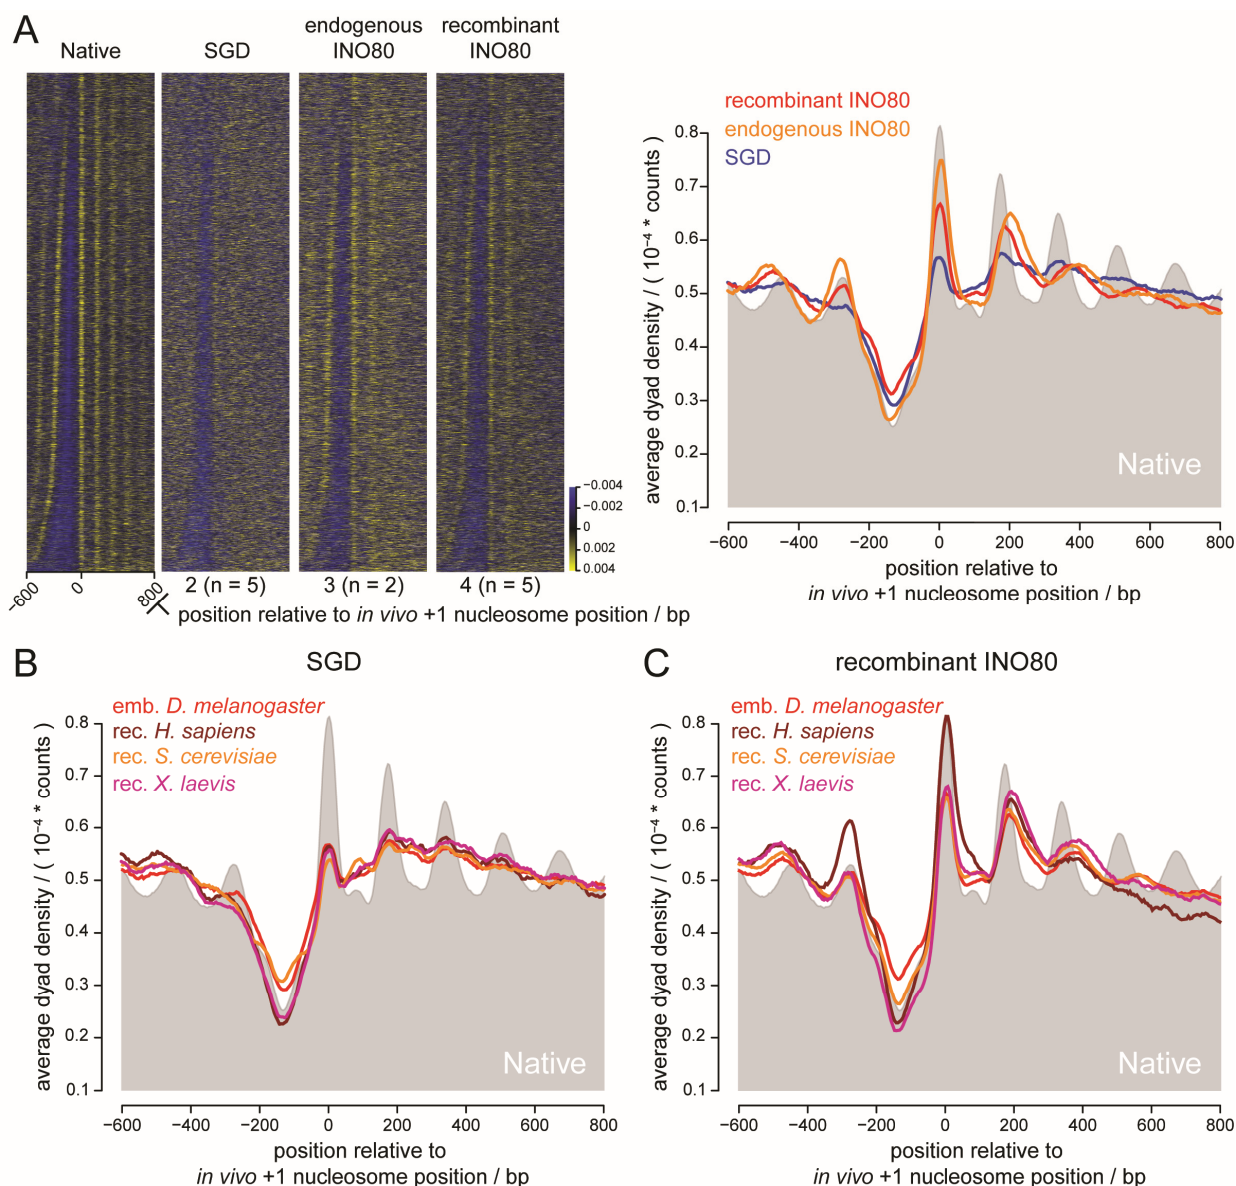 A
Native
SGD
endogenous
INO80
recombinant
INO80
−0.004
−0.002
0
0.002
0.004
−600
0
800
2 (n = 5)
3 (n = 2)
4 (n = 5)
position relative to in vivo +1 nucleosome position / bp
recombinant INO80
endogenous INO80
SGD
average dyad density / ( 10⁻⁴ * counts )
0.8
0.7
0.6
0.5
0.4
0.3
0.2
0.1
Native
−600
−400
−200
0
200
400
600
800
position relative to
in vivo +1 nucleosome position / bp
B
SGD
emb. D. melanogaster
rec. H. sapiens
rec. S. cerevisiae
rec. X. laevis
average dyad density / ( 10⁻⁴ * counts )
0.8
0.7
0.6
0.5
0.4
0.3
0.2
0.1
Native
−600
−400
−200
0
200
400
600
800
position relative to
in vivo +1 nucleosome position / bp
C
recombinant INO80
emb. D. melanogaster
rec. H. sapiens
rec. S. cerevisiae
rec. X. laevis
average dyad density / ( 10⁻⁴ * counts )
0.8
0.7
0.6
0.5
0.4
0.3
0.2
0.1
Native
−600
−400
−200
0
200
400
600
800
position relative to
in vivo +1 nucleosome position / bp